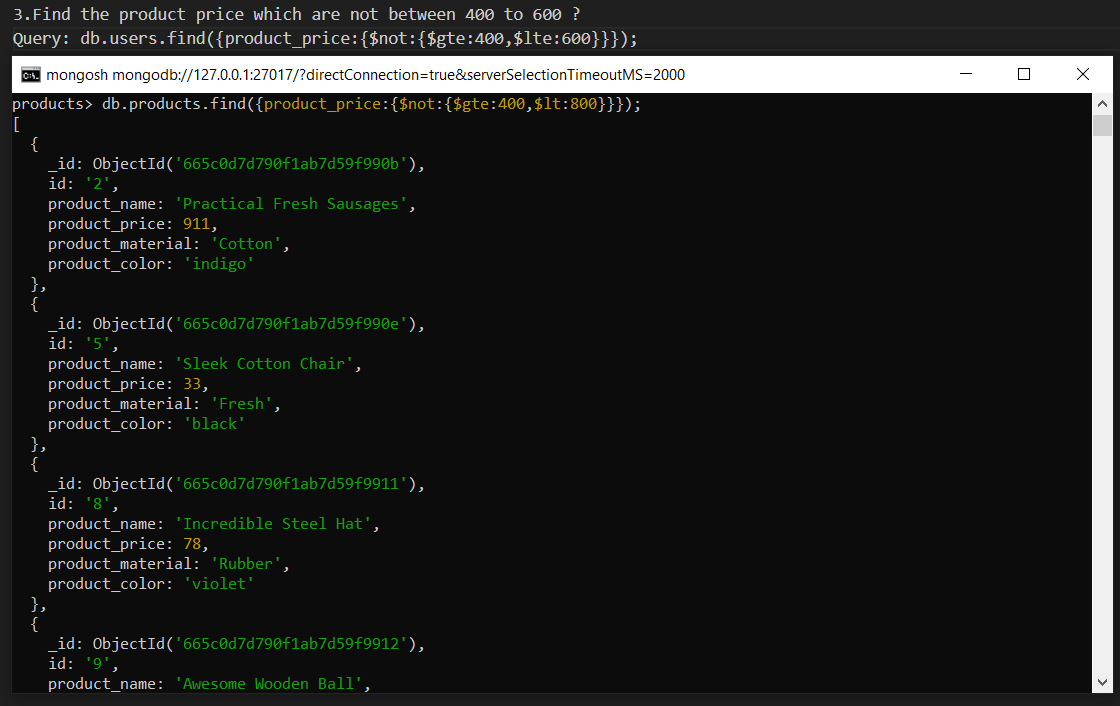 3.Find the product price which are not between 400 to 600 ?
Query: db.users.find({product_price:{$not:{$gte:400,$lte:600}}});
mongosh mongodb://127.0.0.1:27017/?directConnection=true&serverSelectionTimeoutMS=2000
products> db.products.find({product_price:{$not:{$gte:400,$lt:800}}});
[
  {
    _id: ObjectId('665c0d7d790f1ab7d59f990b'),
    id: '2',
    product_name: 'Practical Fresh Sausages',
    product_price: 911,
    product_material: 'Cotton',
    product_color: 'indigo'
  },
  {
    _id: ObjectId('665c0d7d790f1ab7d59f990e'),
    id: '5',
    product_name: 'Sleek Cotton Chair',
    product_price: 33,
    product_material: 'Fresh',
    product_color: 'black'
  },
  {
    _id: ObjectId('665c0d7d790f1ab7d59f9911'),
    id: '8',
    product_name: 'Incredible Steel Hat',
    product_price: 78,
    product_material: 'Rubber',
    product_color: 'violet'
  },
  {
    _id: ObjectId('665c0d7d790f1ab7d59f9912'),
    id: '9',
    product_name: 'Awesome Wooden Ball',